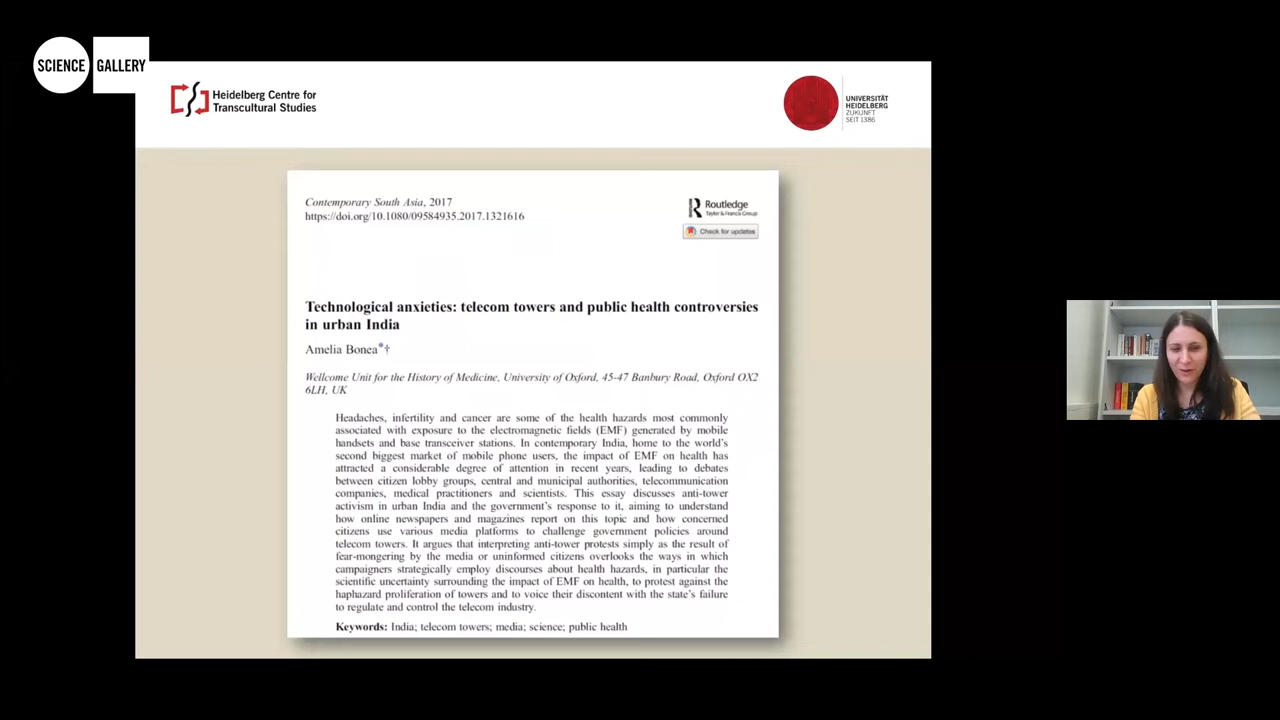 SCIENCE GALLERY
Heidelberg Centre for
Transcultural Studies
UNIVERSITÄT
HEIDELBERG
ZUKUNFT
SEIT 1386
Contemporary South Asia, 2017
https://doi.org/10.1080/09584935.2017.1321616
Routledge
Taylor & Francis Group
Check for updates
Technological anxieties: telecom towers and public health controversies
in urban India
Amelia Bonea*†
Wellcome Unit for the History of Medicine, University of Oxford, 45-47 Banbury Road, Oxford OX2
6LH, UK
Headaches, infertility and cancer are some of the health hazards most commonly
associated with exposure to the electromagnetic fields (EMF) generated by mobile
handsets and base transceiver stations. In contemporary India, home to the world's
second biggest market of mobile phone users, the impact of EMF on health has
attracted a considerable degree of attention in recent years, leading to debates
between citizen lobby groups, central and municipal authorities, telecommunication
companies, medical practitioners and scientists. This essay discusses anti-tower
activism in urban India and the government's response to it, aiming to understand
how online newspapers and magazines report on this topic and how concerned
citizens use various media platforms to challenge government policies around
telecom towers. It argues that interpreting anti-tower protests simply as the result of
fear-mongering by the media or uninformed citizens overlooks the ways in which
campaigners strategically employ discourses about health hazards, in particular the
scientific uncertainty surrounding the impact of EMF on health, to protest against the
haphazard proliferation of towers and to voice their discontent with the state's failure
to regulate and control the telecom industry.
Keywords: India; telecom towers; media; science; public health